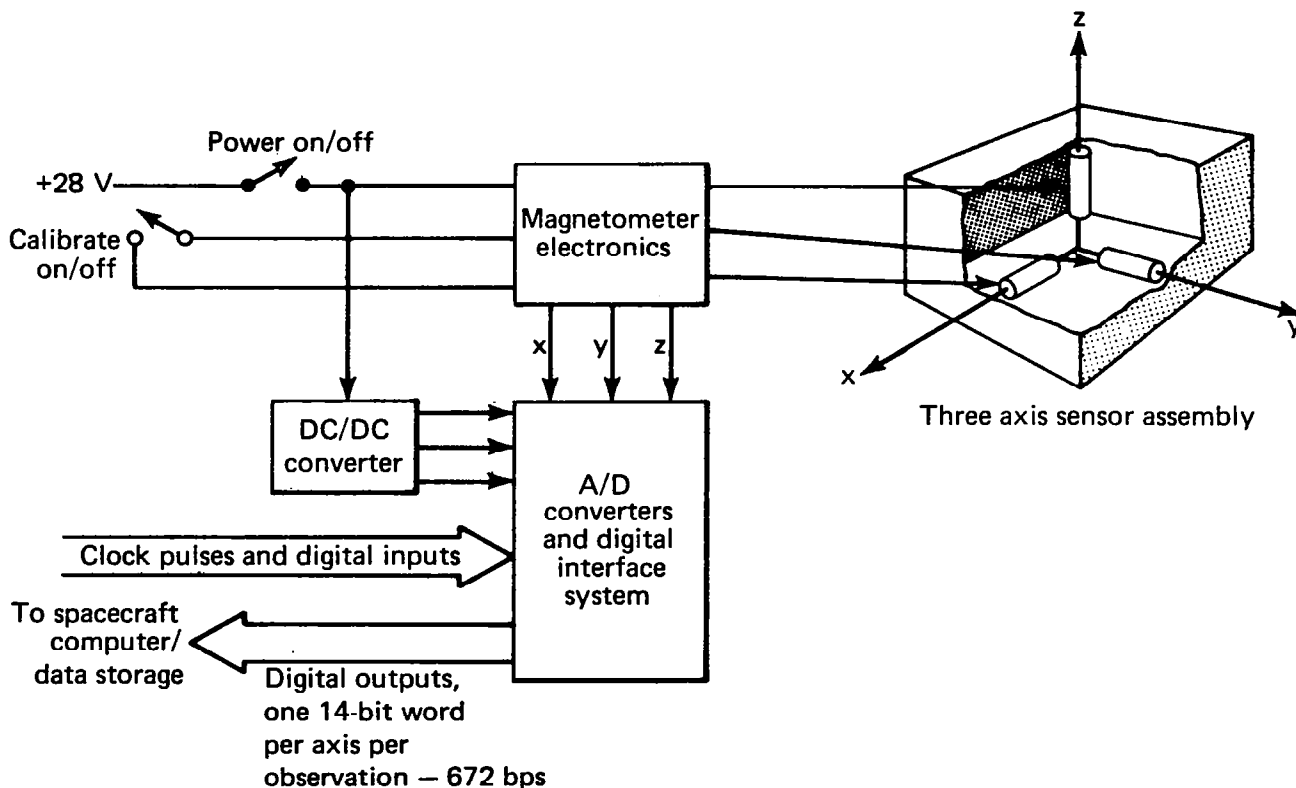 z
Power on/off
+28 V
Magnetometer
electronics
Calibrate
on/off
x
y
z
x
y
Three axis sensor assembly
DC/DC
converter
A/D
converters
and digital
interface
system
Clock pulses and digital inputs
To spacecraft
computer/
data storage
Digital outputs,
one 14-bit word
per axis per
observation — 672 bps